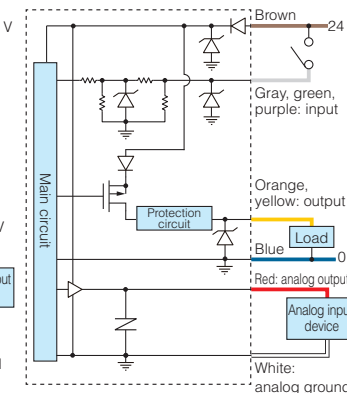 V
Brown
24
Gray, green,
purple: input
Main circuit
Orange,
yellow: output
Protection
circuit
Load
Blue
0
Red: analog output
Analog input
device
White:
analog ground